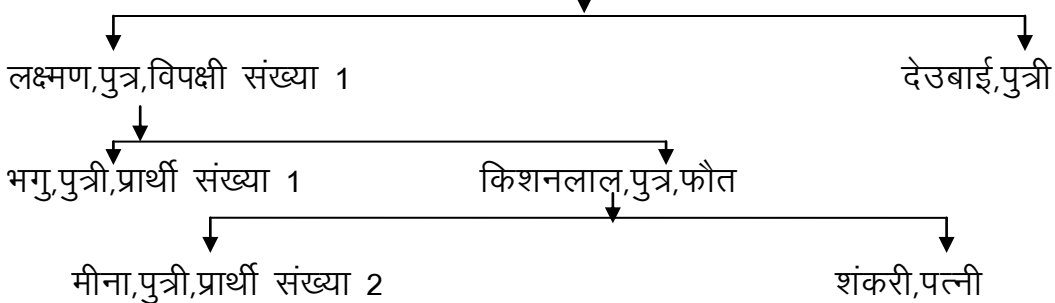 लक्ष्मण,पुत्र,विपक्षी संख्या 1 देउबाई,पुत्री
भगु,पुत्री,प्रार्थी संख्या 1 किशनलाल,पुत्र,फौत
मीना,पुत्री,प्रार्थी संख्या 2 शंकरी,पत्नी